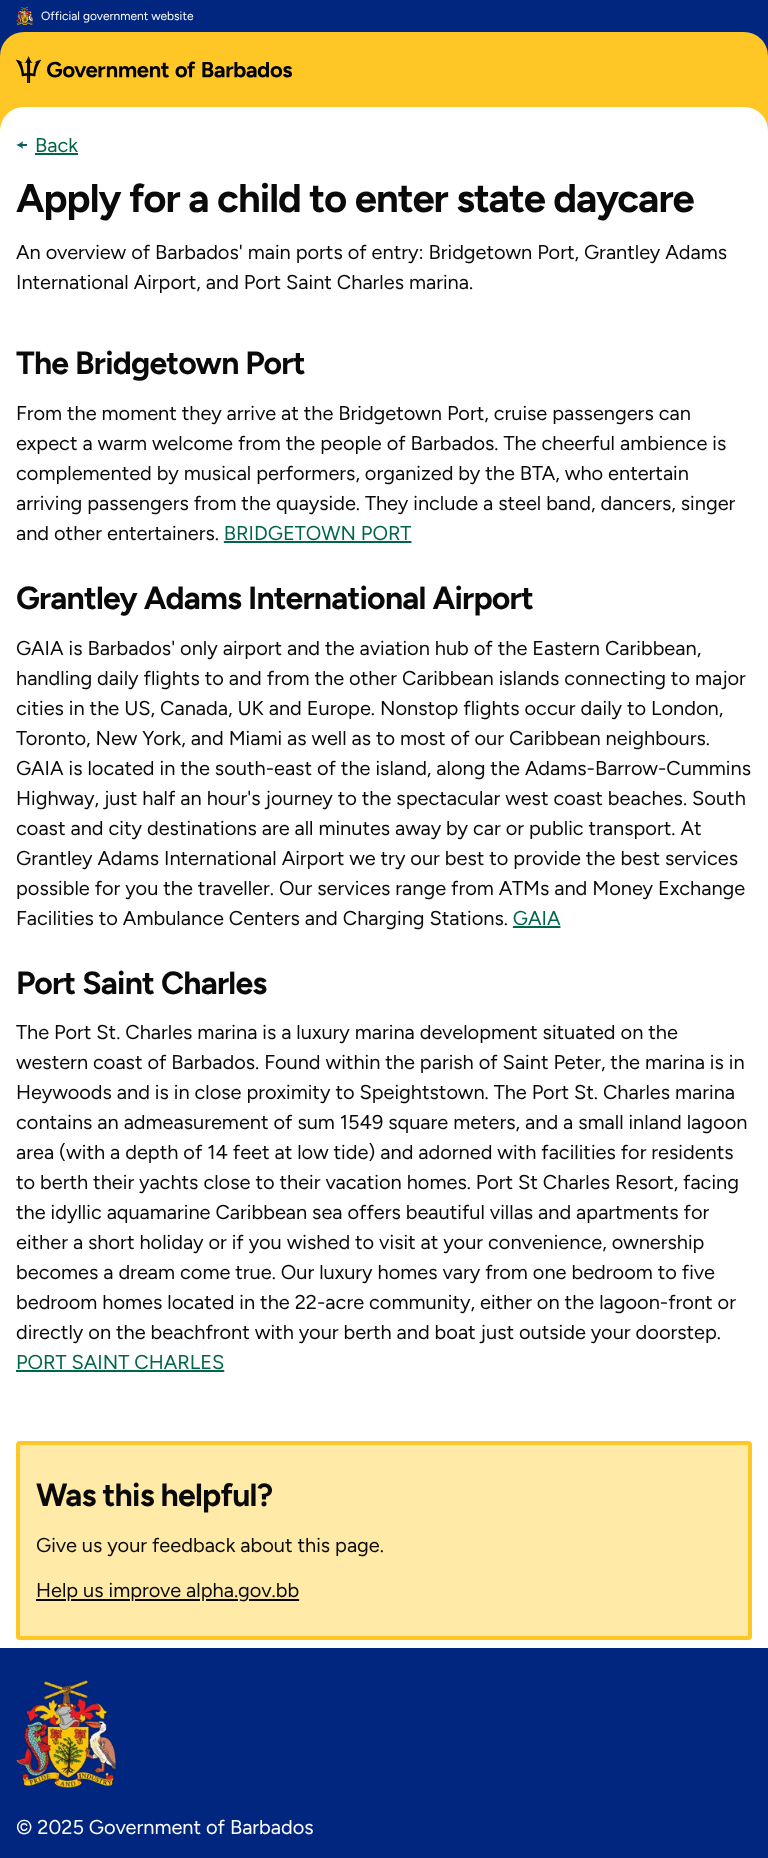 Official government website
Government of Barbados
Back
Apply for a child to enter state daycare
An overview of Barbados' main ports of entry: Bridgetown Port, Grantley Adams
International Airport, and Port Saint Charles marina.
The Bridgetown Port
From the moment they arrive at the Bridgetown Port, cruise passengers can
expect a warm welcome from the people of Barbados. The cheerful ambience is
complemented by musical performers, organized by the BTA, who entertain
arriving passengers from the quayside. They include a steel band, dancers, singer
and other entertainers. BRIDGETOWN PORT
Grantley Adams International Airport
GAIA is Barbados' only airport and the aviation hub of the Eastern Caribbean,
handling daily flights to and from the other Caribbean islands connecting to major
cities in the US, Canada, UK and Europe. Nonstop flights occur daily to London,
Toronto, New York, and Miami as well as to most of our Caribbean neighbours.
GAIA is located in the south-east of the island, along the Adams-Barrow-Cummins
Highway, just half an hour's journey to the spectacular west coast beaches. South
coast and city destinations are all minutes away by car or public transport. At
Grantley Adams International Airport we try our best to provide the best services
possible for you the traveller. Our services range from ATMs and Money Exchange
Facilities to Ambulance Centers and Charging Stations. GAIA
Port Saint Charles
The Port St. Charles marina is a luxury marina development situated on the
western coast of Barbados. Found within the parish of Saint Peter, the marina is in
Heywoods and is in close proximity to Speightstown. The Port St. Charles marina
contains an admeasurement of sum 1549 square meters, and a small inland lagoon
area (with a depth of 14 feet at low tide) and adorned with facilities for residents
to berth their yachts close to their vacation homes. Port St Charles Resort, facing
the idyllic aquamarine Caribbean sea offers beautiful villas and apartments for
either a short holiday or if you wished to visit at your convenience, ownership
becomes a dream come true. Our luxury homes vary from one bedroom to five
bedroom homes located in the 22-acre community, either on the lagoon-front or
directly on the beachfront with your berth and boat just outside your doorstep.
PORT SAINT CHARLES
Was this helpful?
Give us your feedback about this page.
Help us improve alpha.gov.bb
PRIDE AND INDUSTRY
© 2025 Government of Barbados